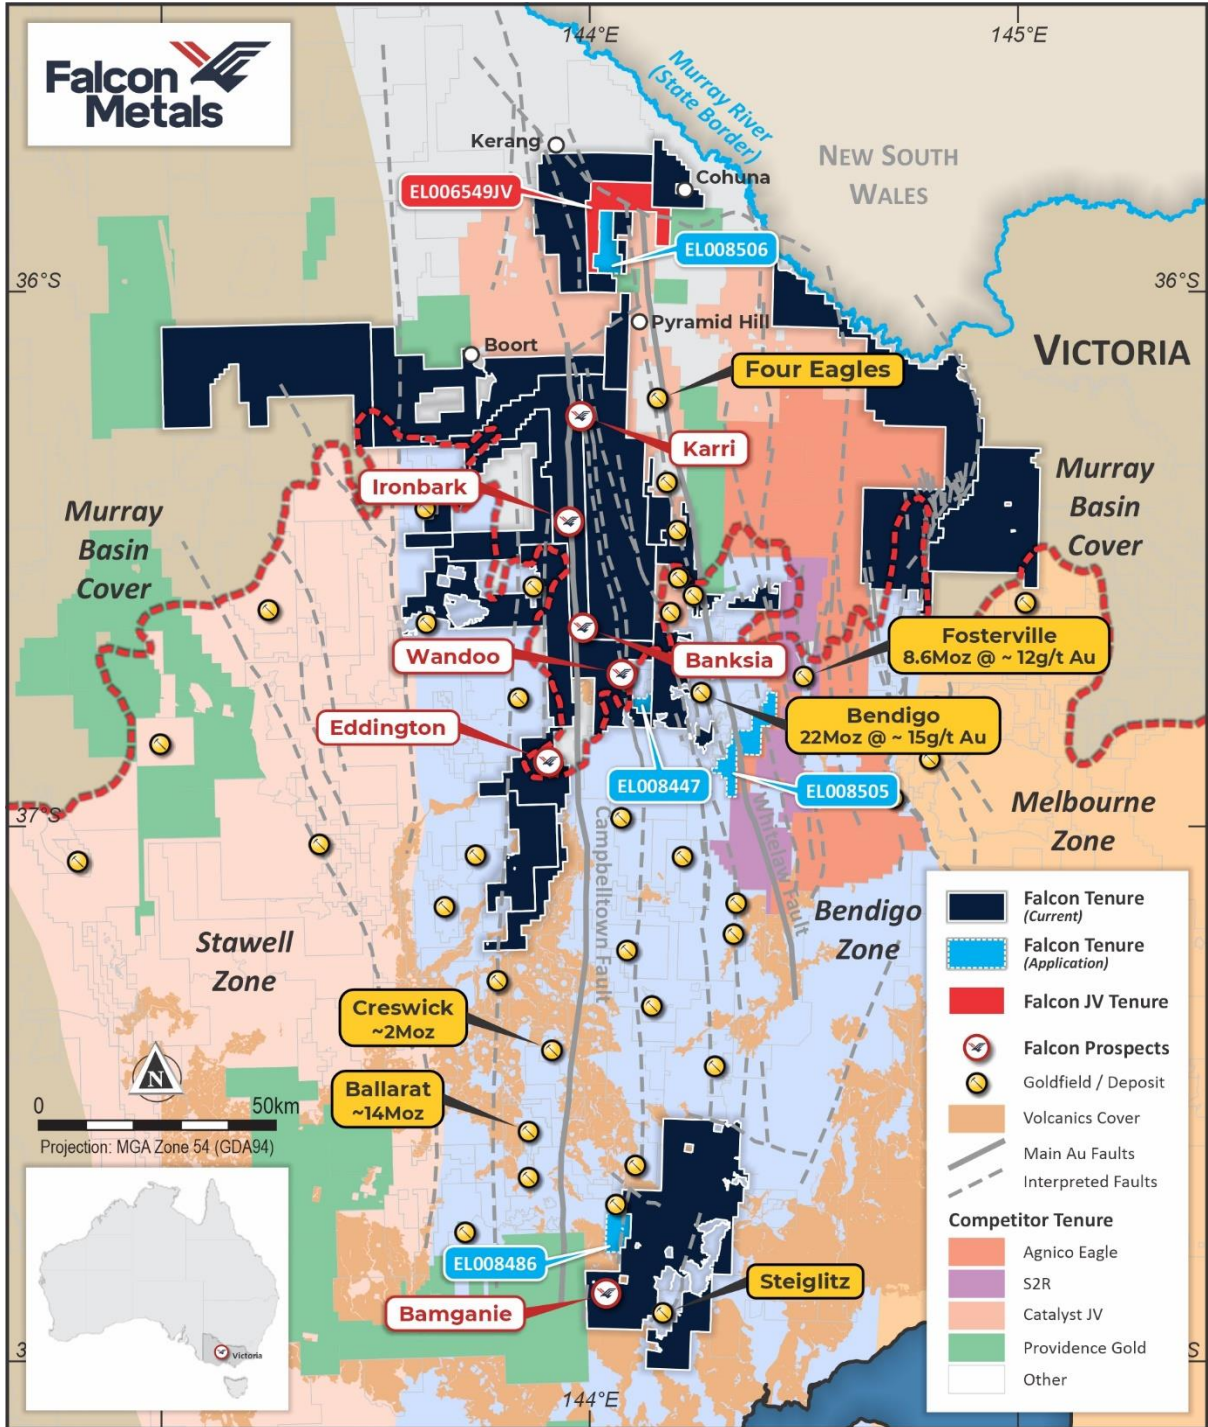 Falcon
Metals
144°E
145°E
Murray River
(State Border)
NEW SOUTH
WALES
Kerang
Cohuna
EL006549JV
EL008506
36°S
36°S
Pyramid Hill
Boort
VICTORIA
Four Eagles
Karri
Ironbark
Murray
Basin
Cover
Murray
Basin
Cover
Fosterville
8.6Moz @ ~ 12g/t Au
Wandoo
Banksia
Bendigo
22Moz @ ~ 15g/t Au
Eddington
EL008447
EL008505
37°S
Melbourne
Zone
Campbelltown Fault
Whitelaw Fault
Bendigo
Zone
Stawell
Zone
Creswick
~2Moz
Ballarat
~14Moz
N
0
50km
Projection: MGA Zone 54 (GDA94)
EL008486
Bamganie
Steiglitz
Victoria
144°E
Falcon Tenure
(Current)
Falcon Tenure
(Application)
Falcon JV Tenure
Falcon Prospects
Goldfield / Deposit
Volcanics Cover
Main Au Faults
Interpreted Faults
Competitor Tenure
Agnico Eagle
S2R
Catalyst JV
Providence Gold
Other